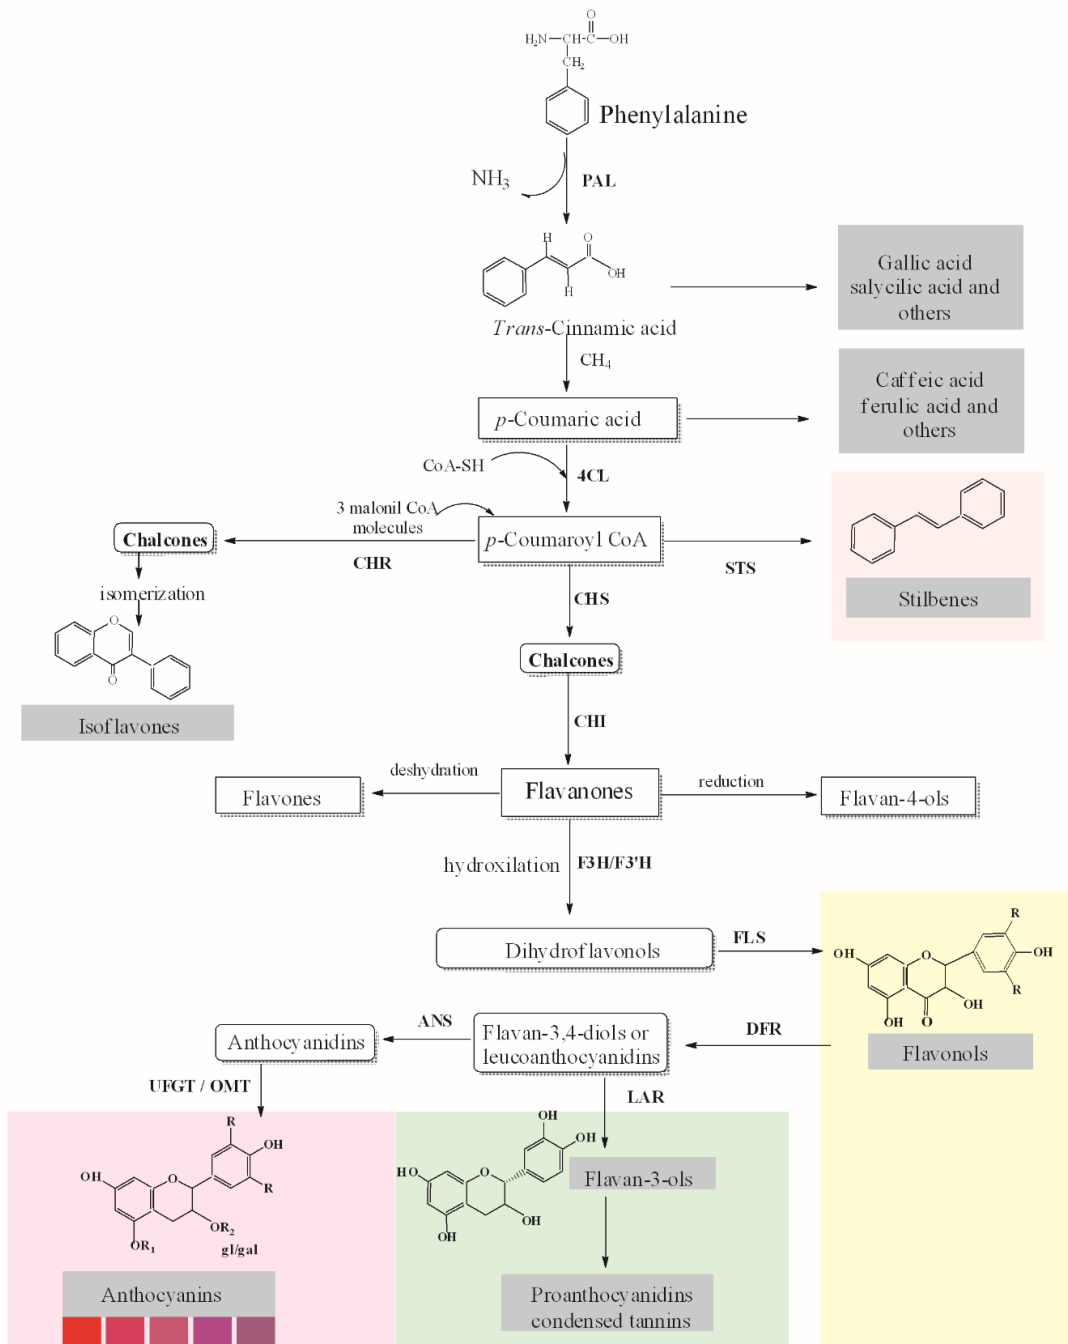 O
H₂N—CH-C—OH
CH₂
Phenylalanine
NH₃
PAL
H
O
OH
H
Trans-Cinnamic acid
Gallic acid
salycilic acid and
others
CH₄
p-Coumaric acid
Caffeic acid
ferulic acid and
others
CoA-SH
4CL
3 malonil CoA
molecules
Chalcones
CHR
p-Coumaroyl CoA
STS
Stilbenes
isomerization
CHS
O
O
Isoflavones
Chalcones
CHI
deshydration
reduction
Flavones
Flavanones
Flavan-4-ols
hydroxilation
F3H/F3'H
Dihydroflavonols
FLS
R
OH
O
OH
R
OH
OH
O
Flavonols
DFR
Flavan-3,4-diols or
leucoanthocyanidins
ANS
Anthocyanidins
UFGT / OMT
LAR
R
OH
OH
O
R
OR₂
OR₁
gl/gal
Anthocyanins
OH
OH
HO
O
OH
OH
Flavan-3-ols
Proanthocyanidins
condensed tannins